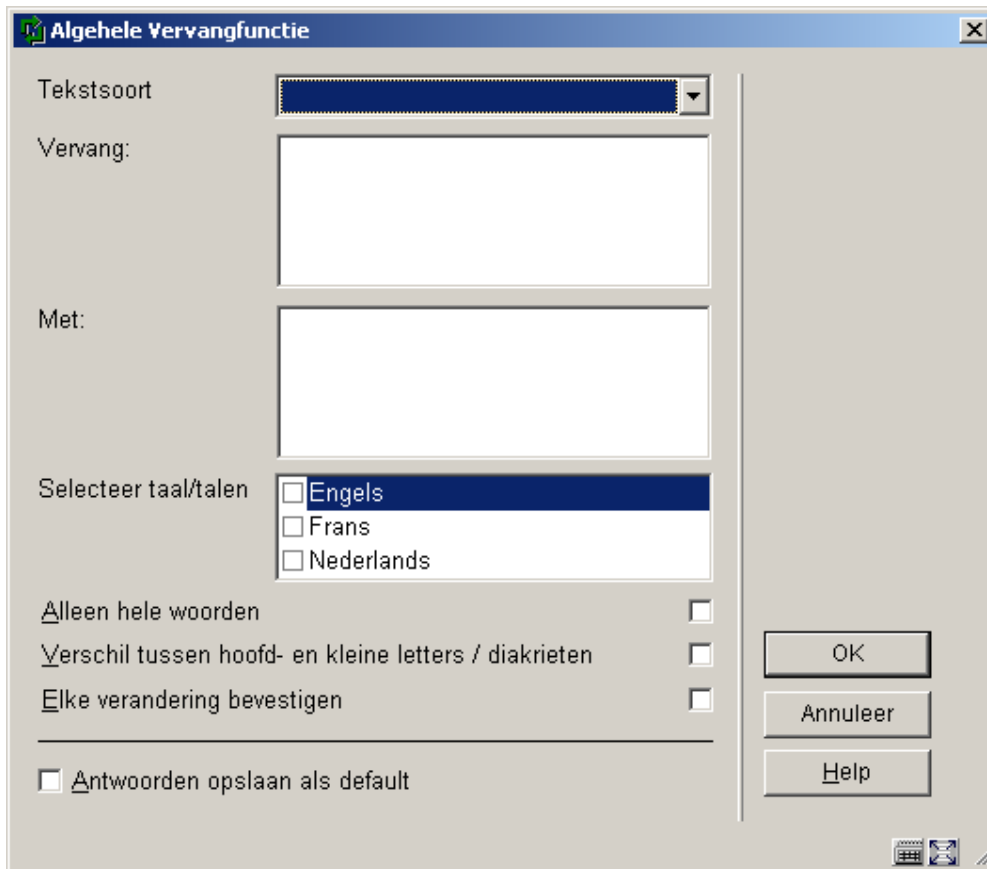 Algehele Vervangfunctie
Tekstsoort
Vervang:
Met:
Selecteer taal/talen
Engels
Frans
Nederlands
Alleen hele woorden
Verschil tussen hoofd- en kleine letters / diakrieten
Elke verandering bevestigen
Antwoorden opslaan als default
OK
Annuleer
Help